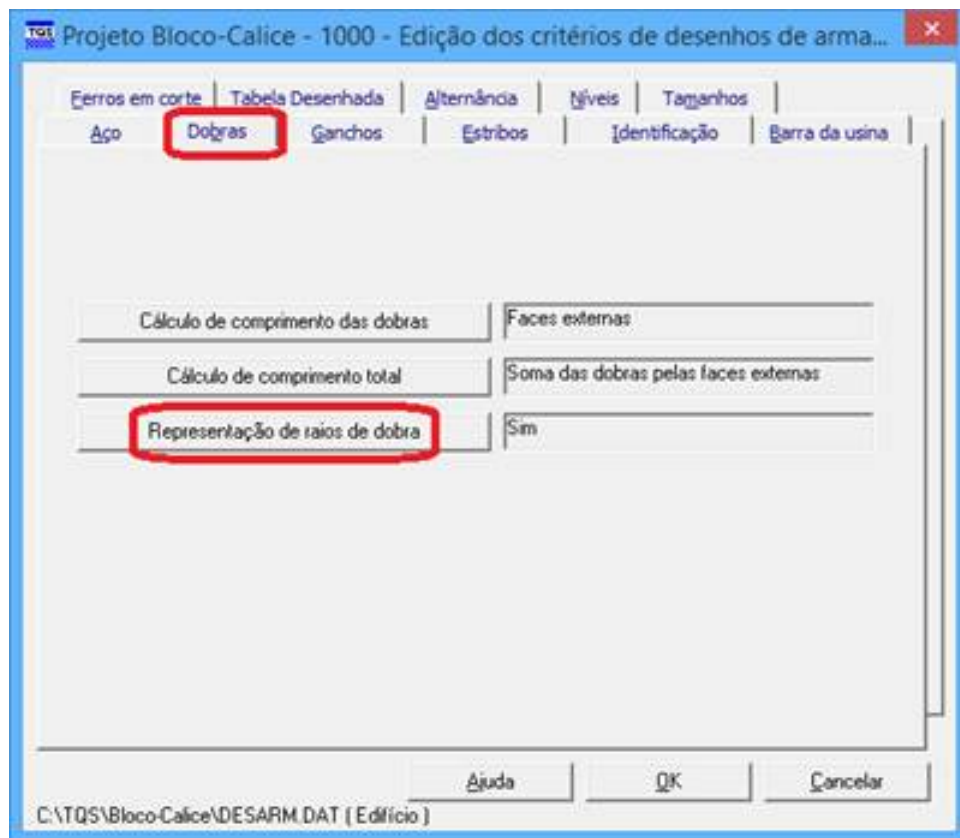 TQS Projeto Bloco-Calice - 1000 - Edição dos critérios de desenhos de arma...
Ferros em corte Tabela Desenhada Alternância Níveis Tamanhos
Aço Dobras Ganchos Estribos Identificação Barra da usina
Cálculo de comprimento das dobras Faces externas
Cálculo de comprimento total Soma das dobras pelas faces externas
Representação de raios de dobra Sim
Ajuda OK Cancelar
C:\TQS\Bloco-Calice\DESARM.DAT ( Edifício )